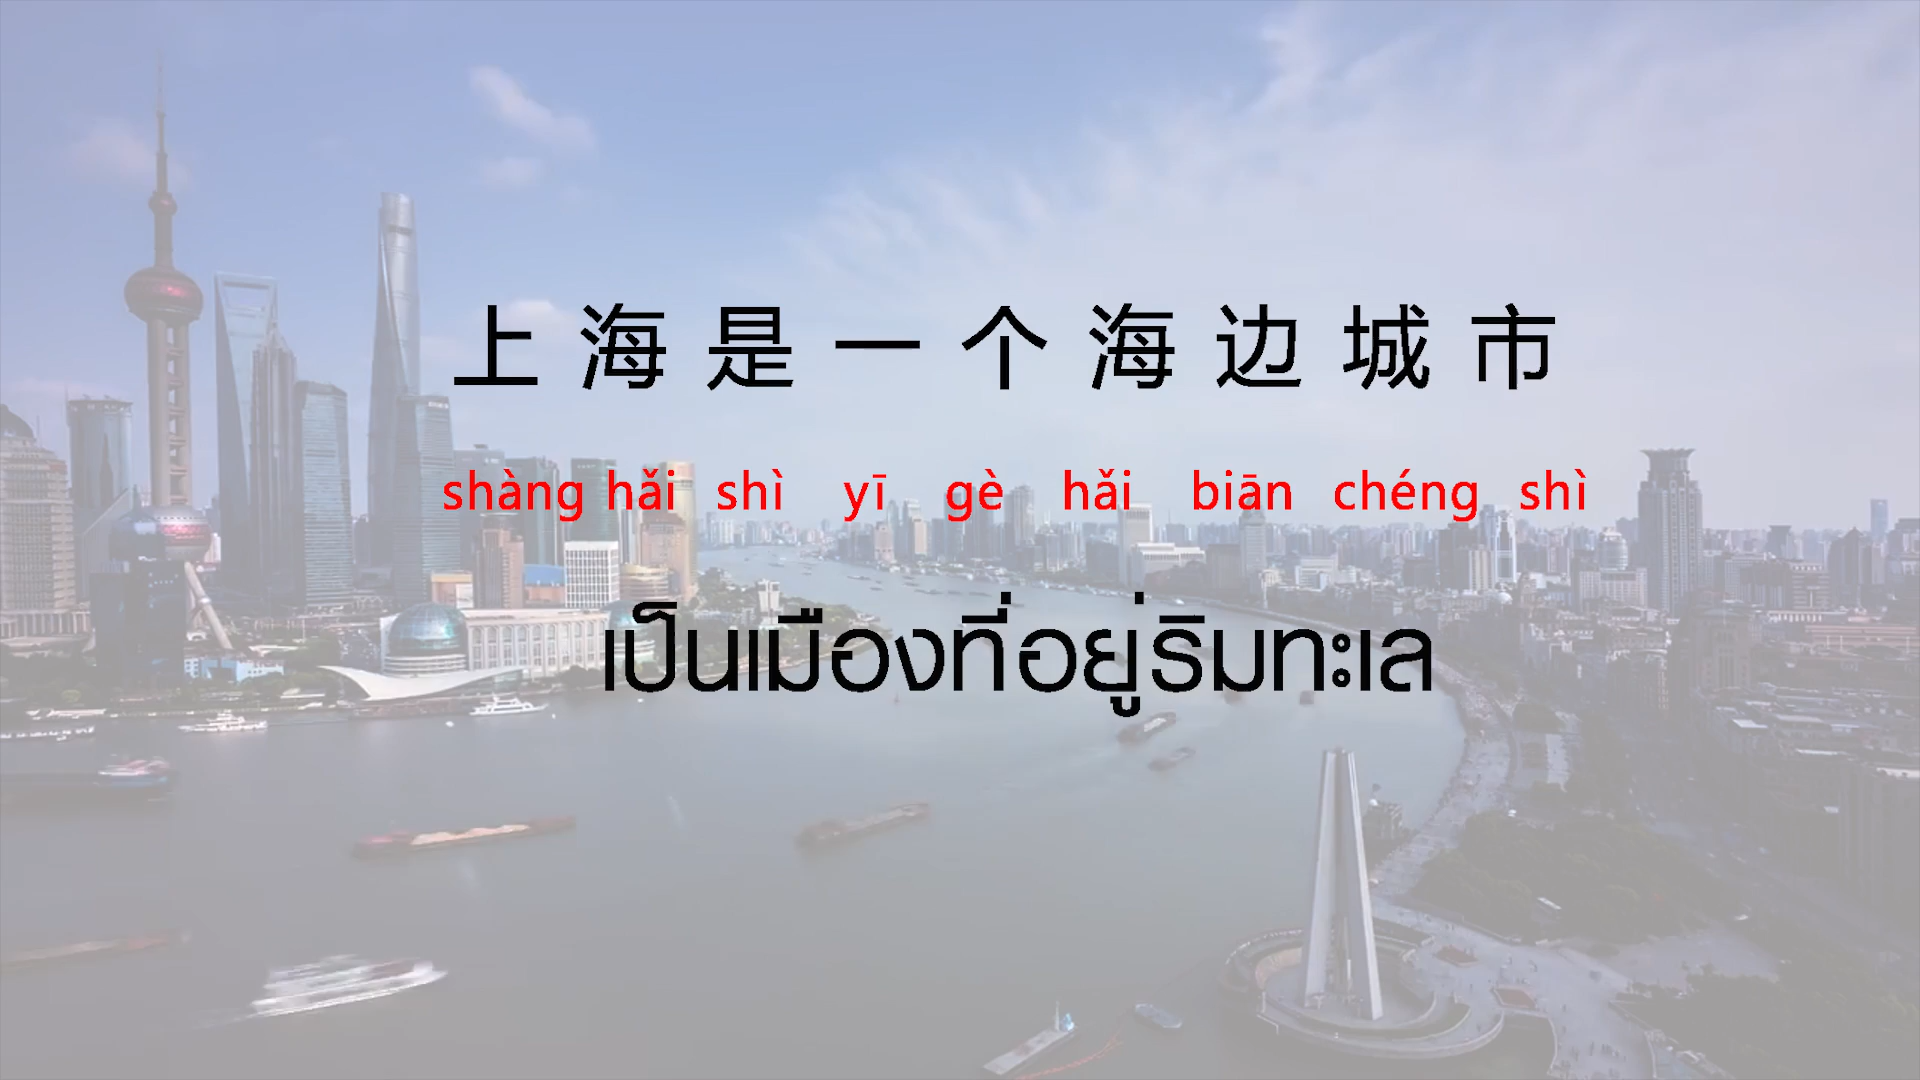 上海是一个海边城市
shàng hǎi shì yī gè hǎi biān chéng shì
เป็นเมืองที่อยู่ริมทะเล